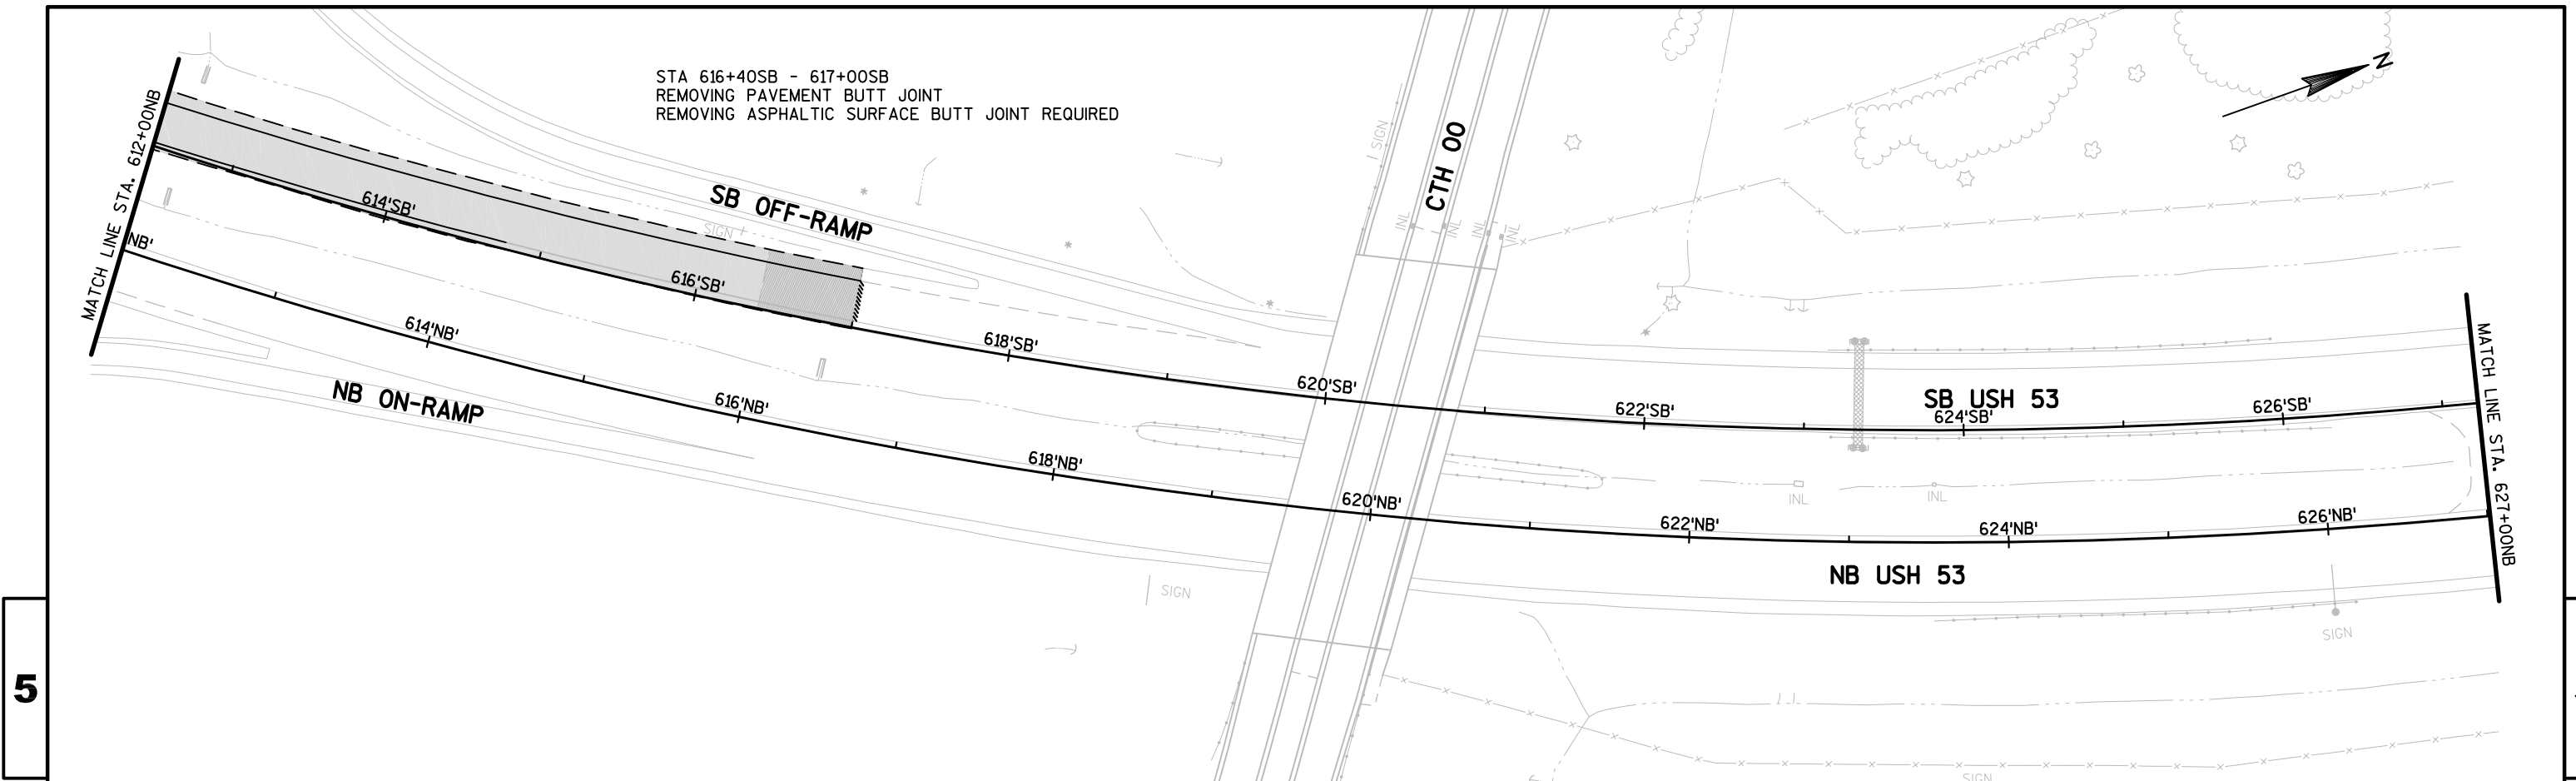 STA 616+40SB - 617+00SB
REMOVING PAVEMENT BUTT JOINT
REMOVING ASPHALTIC SURFACE BUTT JOINT REQUIRED
N
MATCH LINE STA. 612+00NB
SIGN
CTH OO
INL
INL
INL
INL
SB OFF-RAMP
SIGN
614'SB'
616'SB'
618'SB'
620'SB'
622'SB'
624'SB'
626'SB'
SB USH 53
NB'
614'NB'
616'NB'
618'NB'
620'NB'
622'NB'
624'NB'
626'NB'
NB ON-RAMP
INL
INL
NB USH 53
MATCH LINE STA. 627+00NB
SIGN
SIGN
5
SIGN